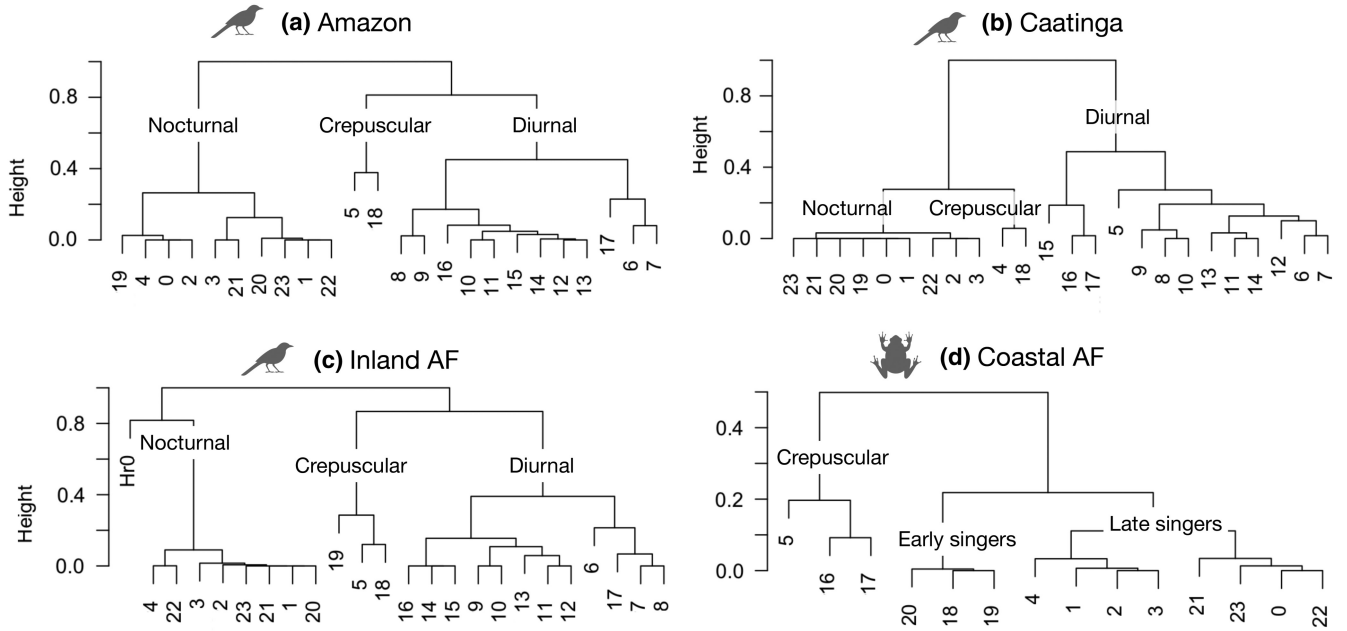 (a) Amazon
Height
0.8
0.4
0.0
Nocturnal Crepuscular Diurnal
19 4 0 2 3 21 20 23 1 22 5 18 8 9 16 10 11 15 14 12 13 17 6 7
(b) Caatinga
Height
0.8
0.4
0.0
Diurnal
Nocturnal Crepuscular
23 21 20 19 0 1 22 2 3 4 18 15 16 17 5 9 8 10 13 11 14 12 6 7
(c) Inland AF
Height
0.8
0.4
0.0
Nocturnal
Crepuscular Diurnal
Hr0 4 22 3 2 23 21 1 20 19 5 18 16 14 15 9 10 13 11 12 6 17 7 8
(d) Coastal AF
0.4
0.2
0.0
Crepuscular
Early singers Late singers
5 16 17 20 18 19 4 1 2 3 21 23 0 22